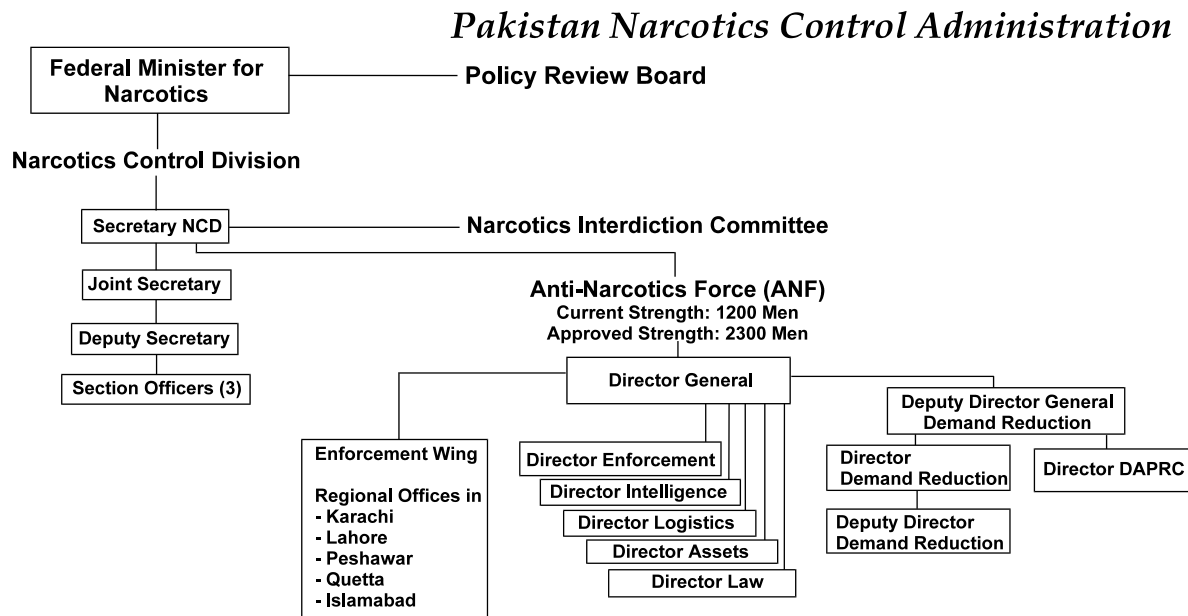 Pakistan Narcotics Control Administration
Federal Minister for
Narcotics
Policy Review Board
Narcotics Control Division
Secretary NCD
Narcotics Interdiction Committee
Joint Secretary
Deputy Secretary
Section Officers (3)
Anti-Narcotics Force (ANF)
Current Strength: 1200 Men
Approved Strength: 2300 Men
Director General
Enforcement Wing
Regional Offices in
- Karachi
- Lahore
- Peshawar
- Quetta
- Islamabad
Director Enforcement
Director Intelligence
Director Logistics
Director Assets
Director Law
Deputy Director General
Demand Reduction
Director
Demand Reduction
Director DAPRC
Deputy Director
Demand Reduction